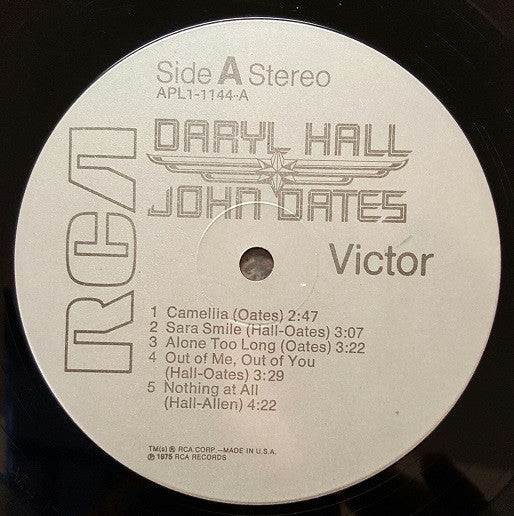 Side A Stereo
APL1-1144-A
DARYL HALL
JOHN OATES
RCA
Victor
1 Camellia (Oates) 2:47
2 Sara Smile (Hall-Oates) 3:07
3 Alone Too Long (Oates) 3:22
4 Out of Me, Out of You
(Hall-Oates) 3:29
5 Nothing at All
(Hall-Allen) 4:22
TM(s) ® RCA CORP.—MADE IN U.S.A.
℗ 1975 RCA RECORDS